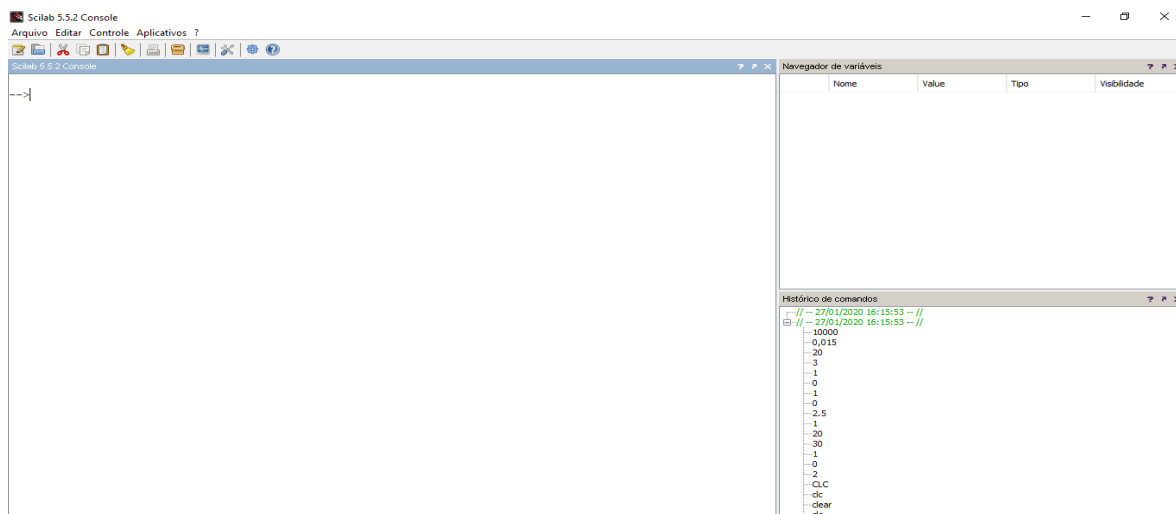 Scilab 5.5.2 Console
Arquivo Editar Controle Aplicativos ?
Scilab 5.5.2 Console ? ↗ ×
-->
Navegador de variáveis ? ↗
Nome Value Tipo Visibilidade
Histórico de comandos ? ↗
// -- 27/01/2020 16:15:53 -- //
// -- 27/01/2020 16:15:53 -- //
10000
0,015
20
3
1
0
1
0
2.5
1
20
30
1
0
2
CLC
clc
clear